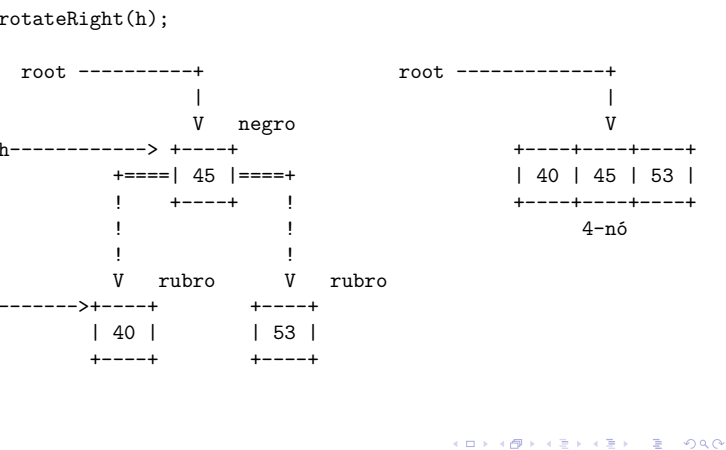 rotateRight(h);
root ----------+                 root -------------+
|                                    |
V   negro                            V
h------------> +----+                        +----+----+----+
+====| 45 |====+                   | 40 | 45 | 53 |
!    +----+    !                   +----+----+----+
!              !                         4-nó
!              !
V   rubro      V   rubro
------->+----+        +----+
| 40 |        | 53 |
+----+        +----+